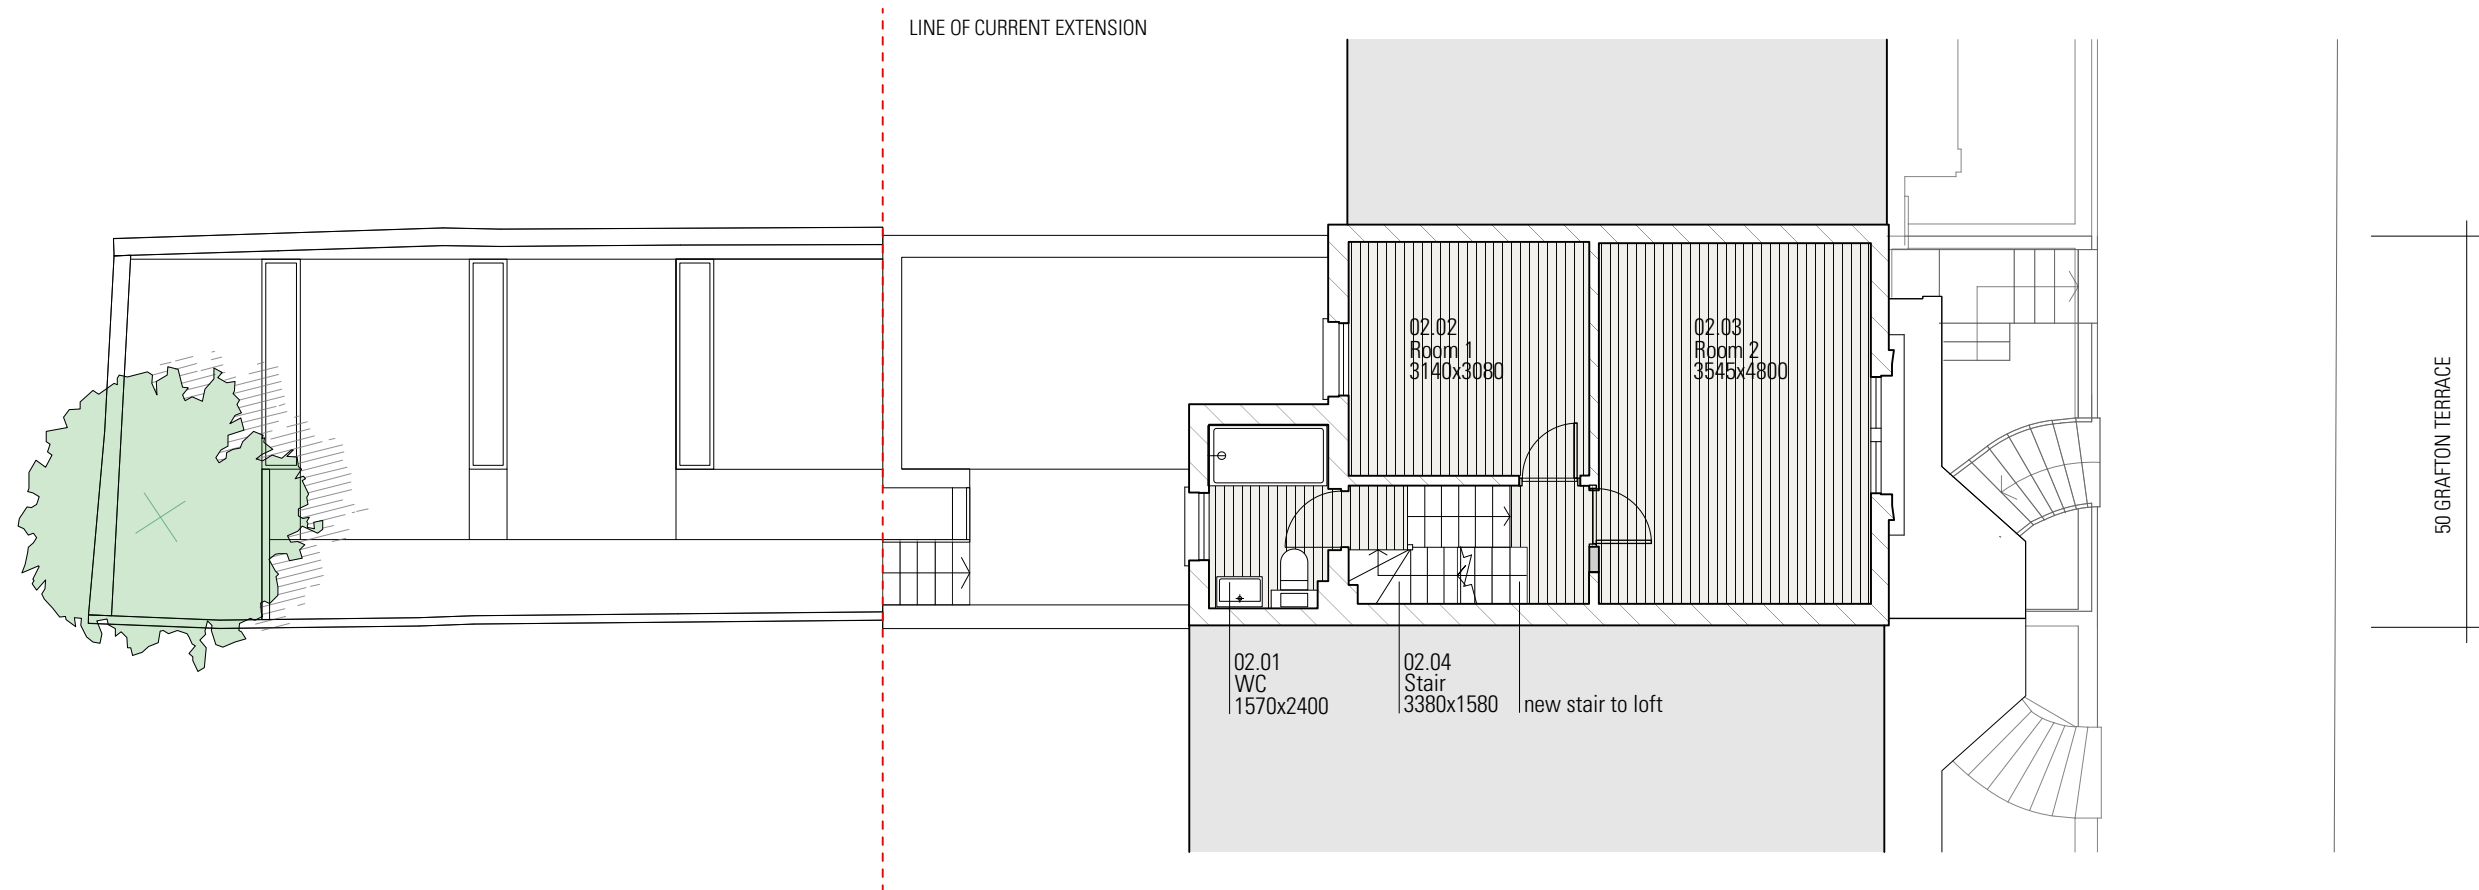 LINE OF CURRENT EXTENSION
02.02
Room 1
3140x3080
02.03
Room 2
3545x4800
50 GRAFTON TERRACE
02.01
WC
1570x2400
02.04
Stair
3380x1580
new stair to loft